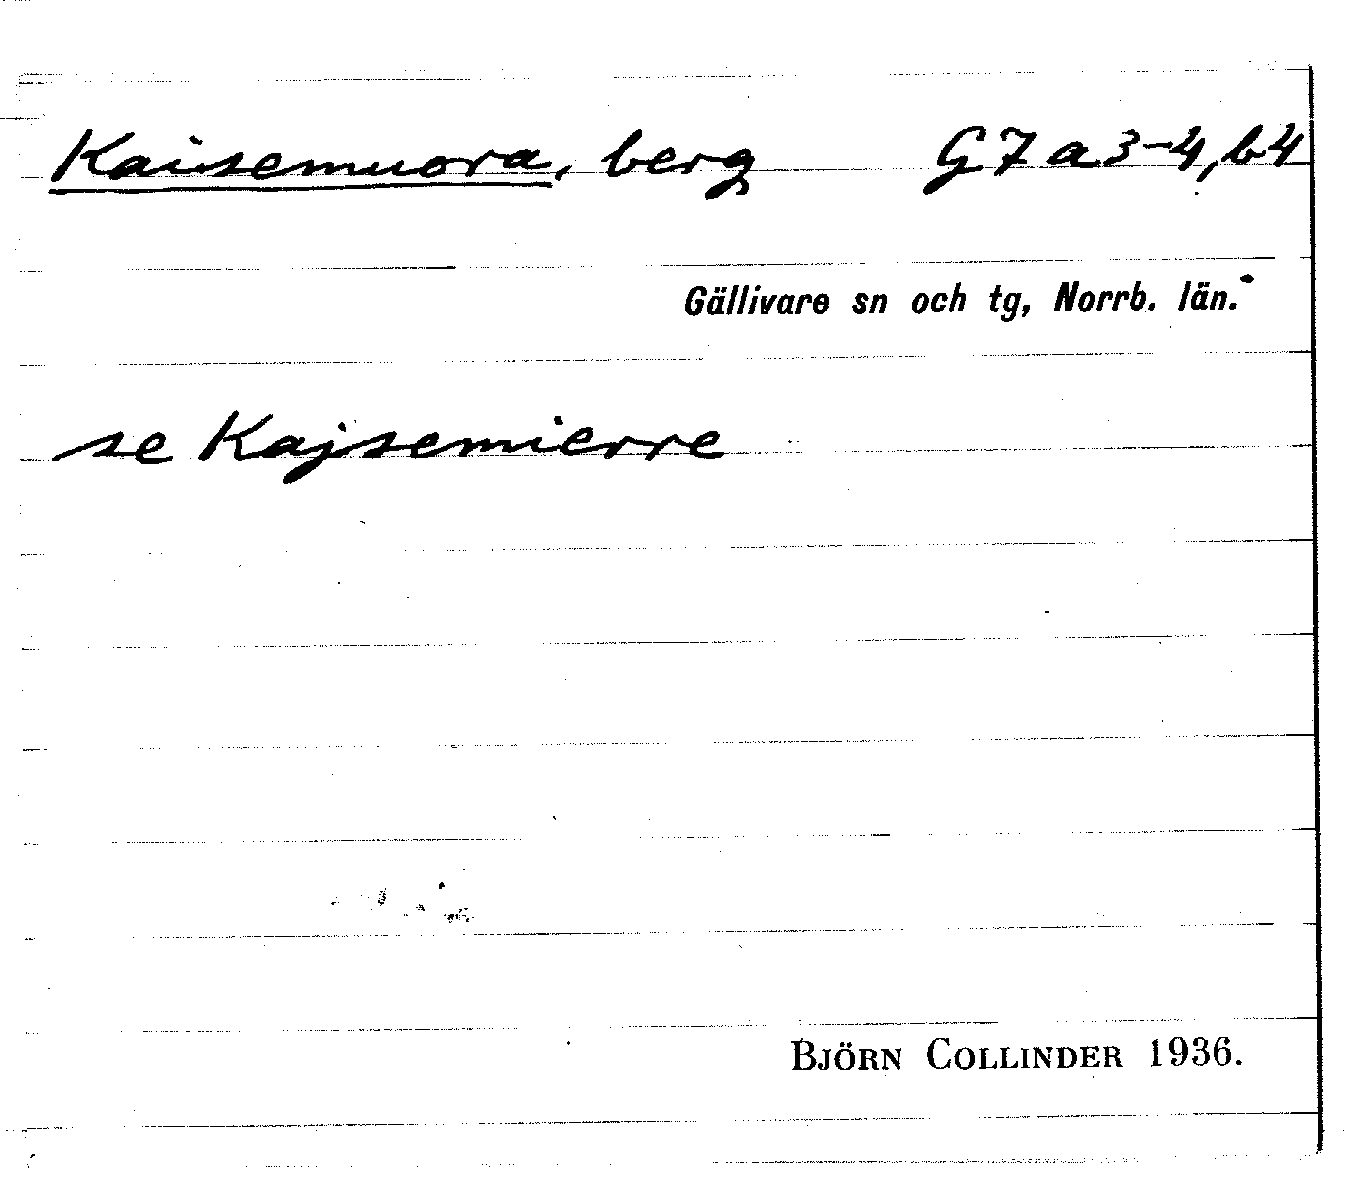 Kaisemuora, berg G7a3-4,b4
Gällivare sn och tg, Norrb. län.
se Kajsemierre
BJÖRN COLLINDER 1936.